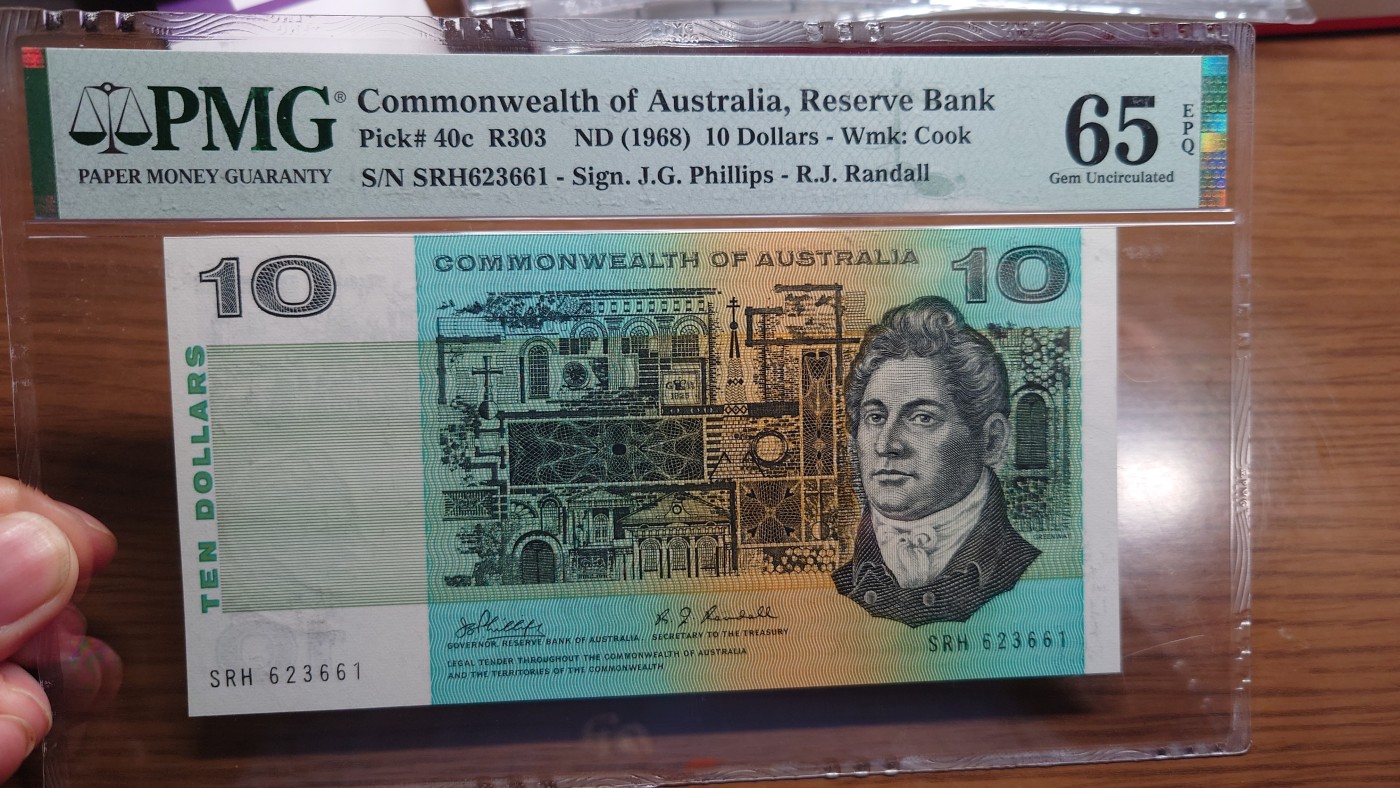 PMG®
PAPER MONEY GUARANTY
Commonwealth of Australia, Reserve Bank
Pick# 40c R303 ND (1968) 10 Dollars - Wmk: Cook
S/N SRH623661 - Sign. J.G. Phillips - R.J. Randall
65
EPQ
Gem Uncirculated
10
COMMONWEALTH OF AUSTRALIA
10
TEN DOLLARS
JG Phillips
R J Randall
GOVERNOR, RESERVE BANK OF AUSTRALIA
SECRETARY TO THE TREASURY
LEGAL TENDER THROUGHOUT THE COMMONWEALTH OF AUSTRALIA
AND THE TERRITORIES OF THE COMMONWEALTH
SRH 623661
SRH 623661